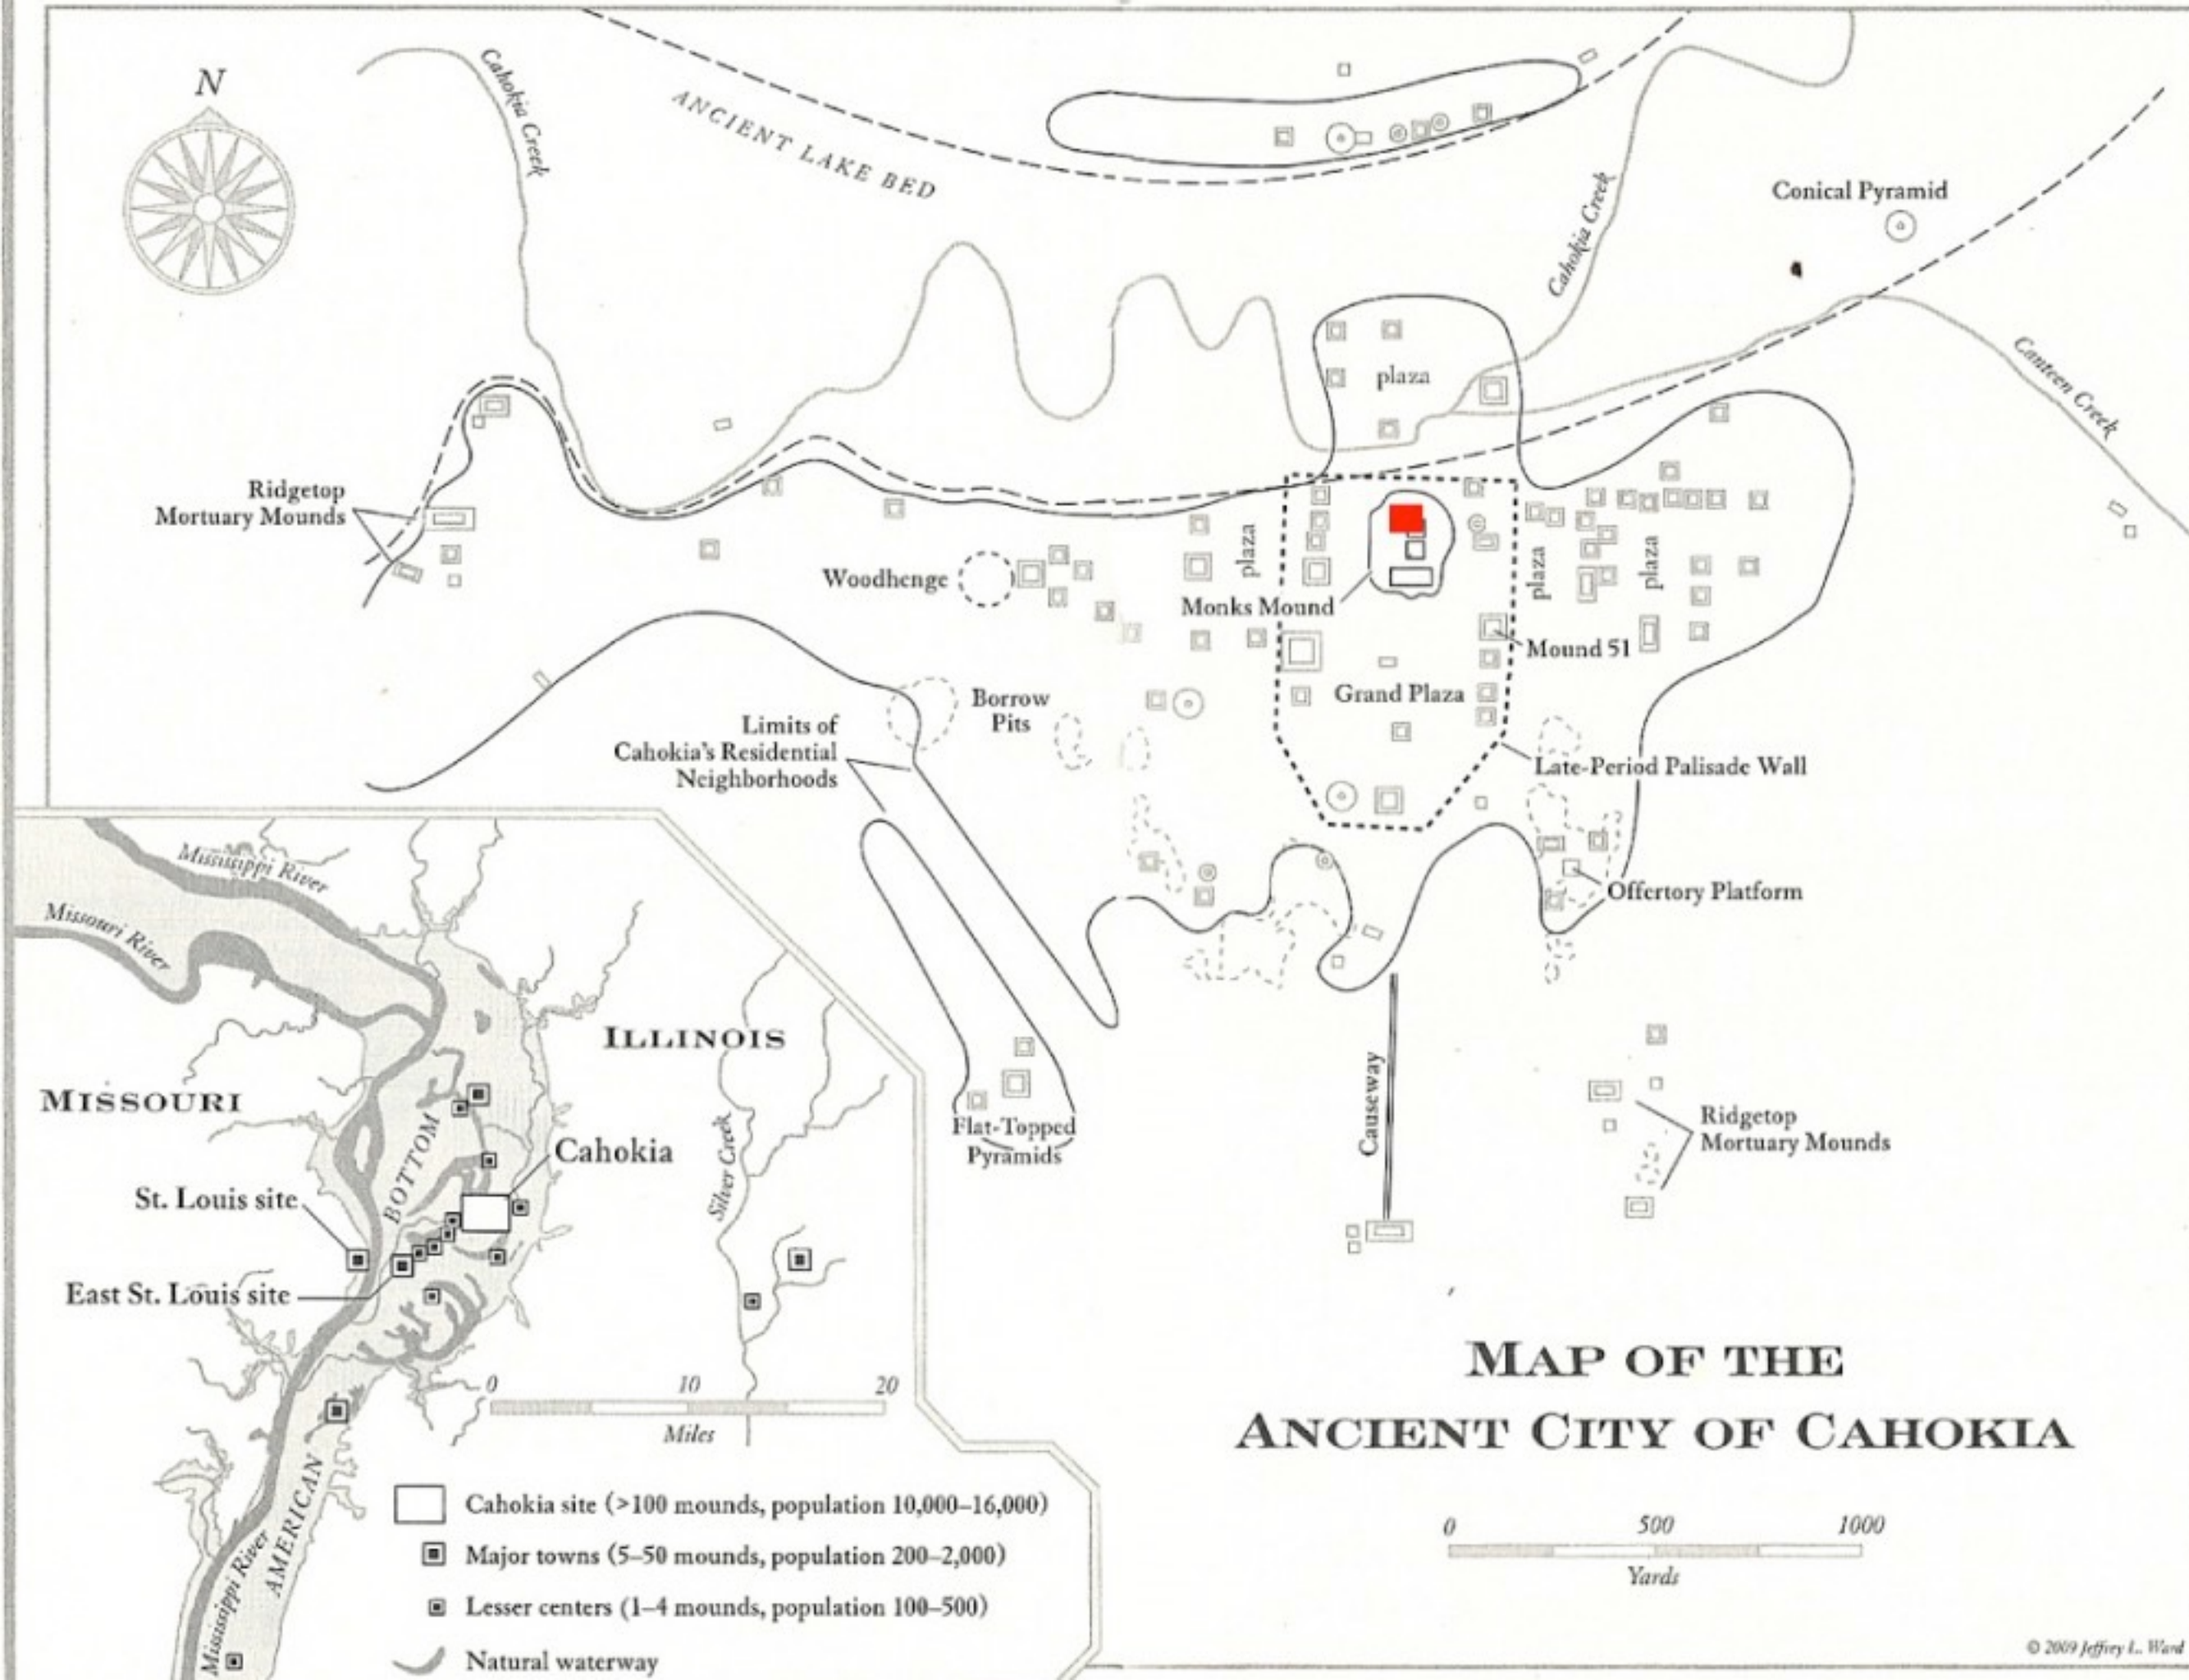 N
Cahokia Creek
ANCIENT LAKE BED
Cahokia Creek
Conical Pyramid
Canteen Creek
plaza
Ridgetop
Mortuary Mounds
Woodhenge
plaza
plaza
plaza
Monks Mound
Mound 51
Grand Plaza
Borrow
Pits
Limits of
Cahokia's Residential
Neighborhoods
Late-Period Palisade Wall
Offertory Platform
Flat-Topped
Pyramids
Causeway
Ridgetop
Mortuary Mounds
Mississippi River
Missouri River
ILLINOIS
MISSOURI
BOTTOM
Cahokia
Silver Creek
St. Louis site
East St. Louis site
0 10 20
Miles
AMERICAN
Mississippi River
Cahokia site (>100 mounds, population 10,000–16,000)
Major towns (5–50 mounds, population 200–2,000)
Lesser centers (1–4 mounds, population 100–500)
Natural waterway
MAP OF THE
ANCIENT CITY OF CAHOKIA
0 500 1000
Yards
© 2009 Jeffrey L. Ward